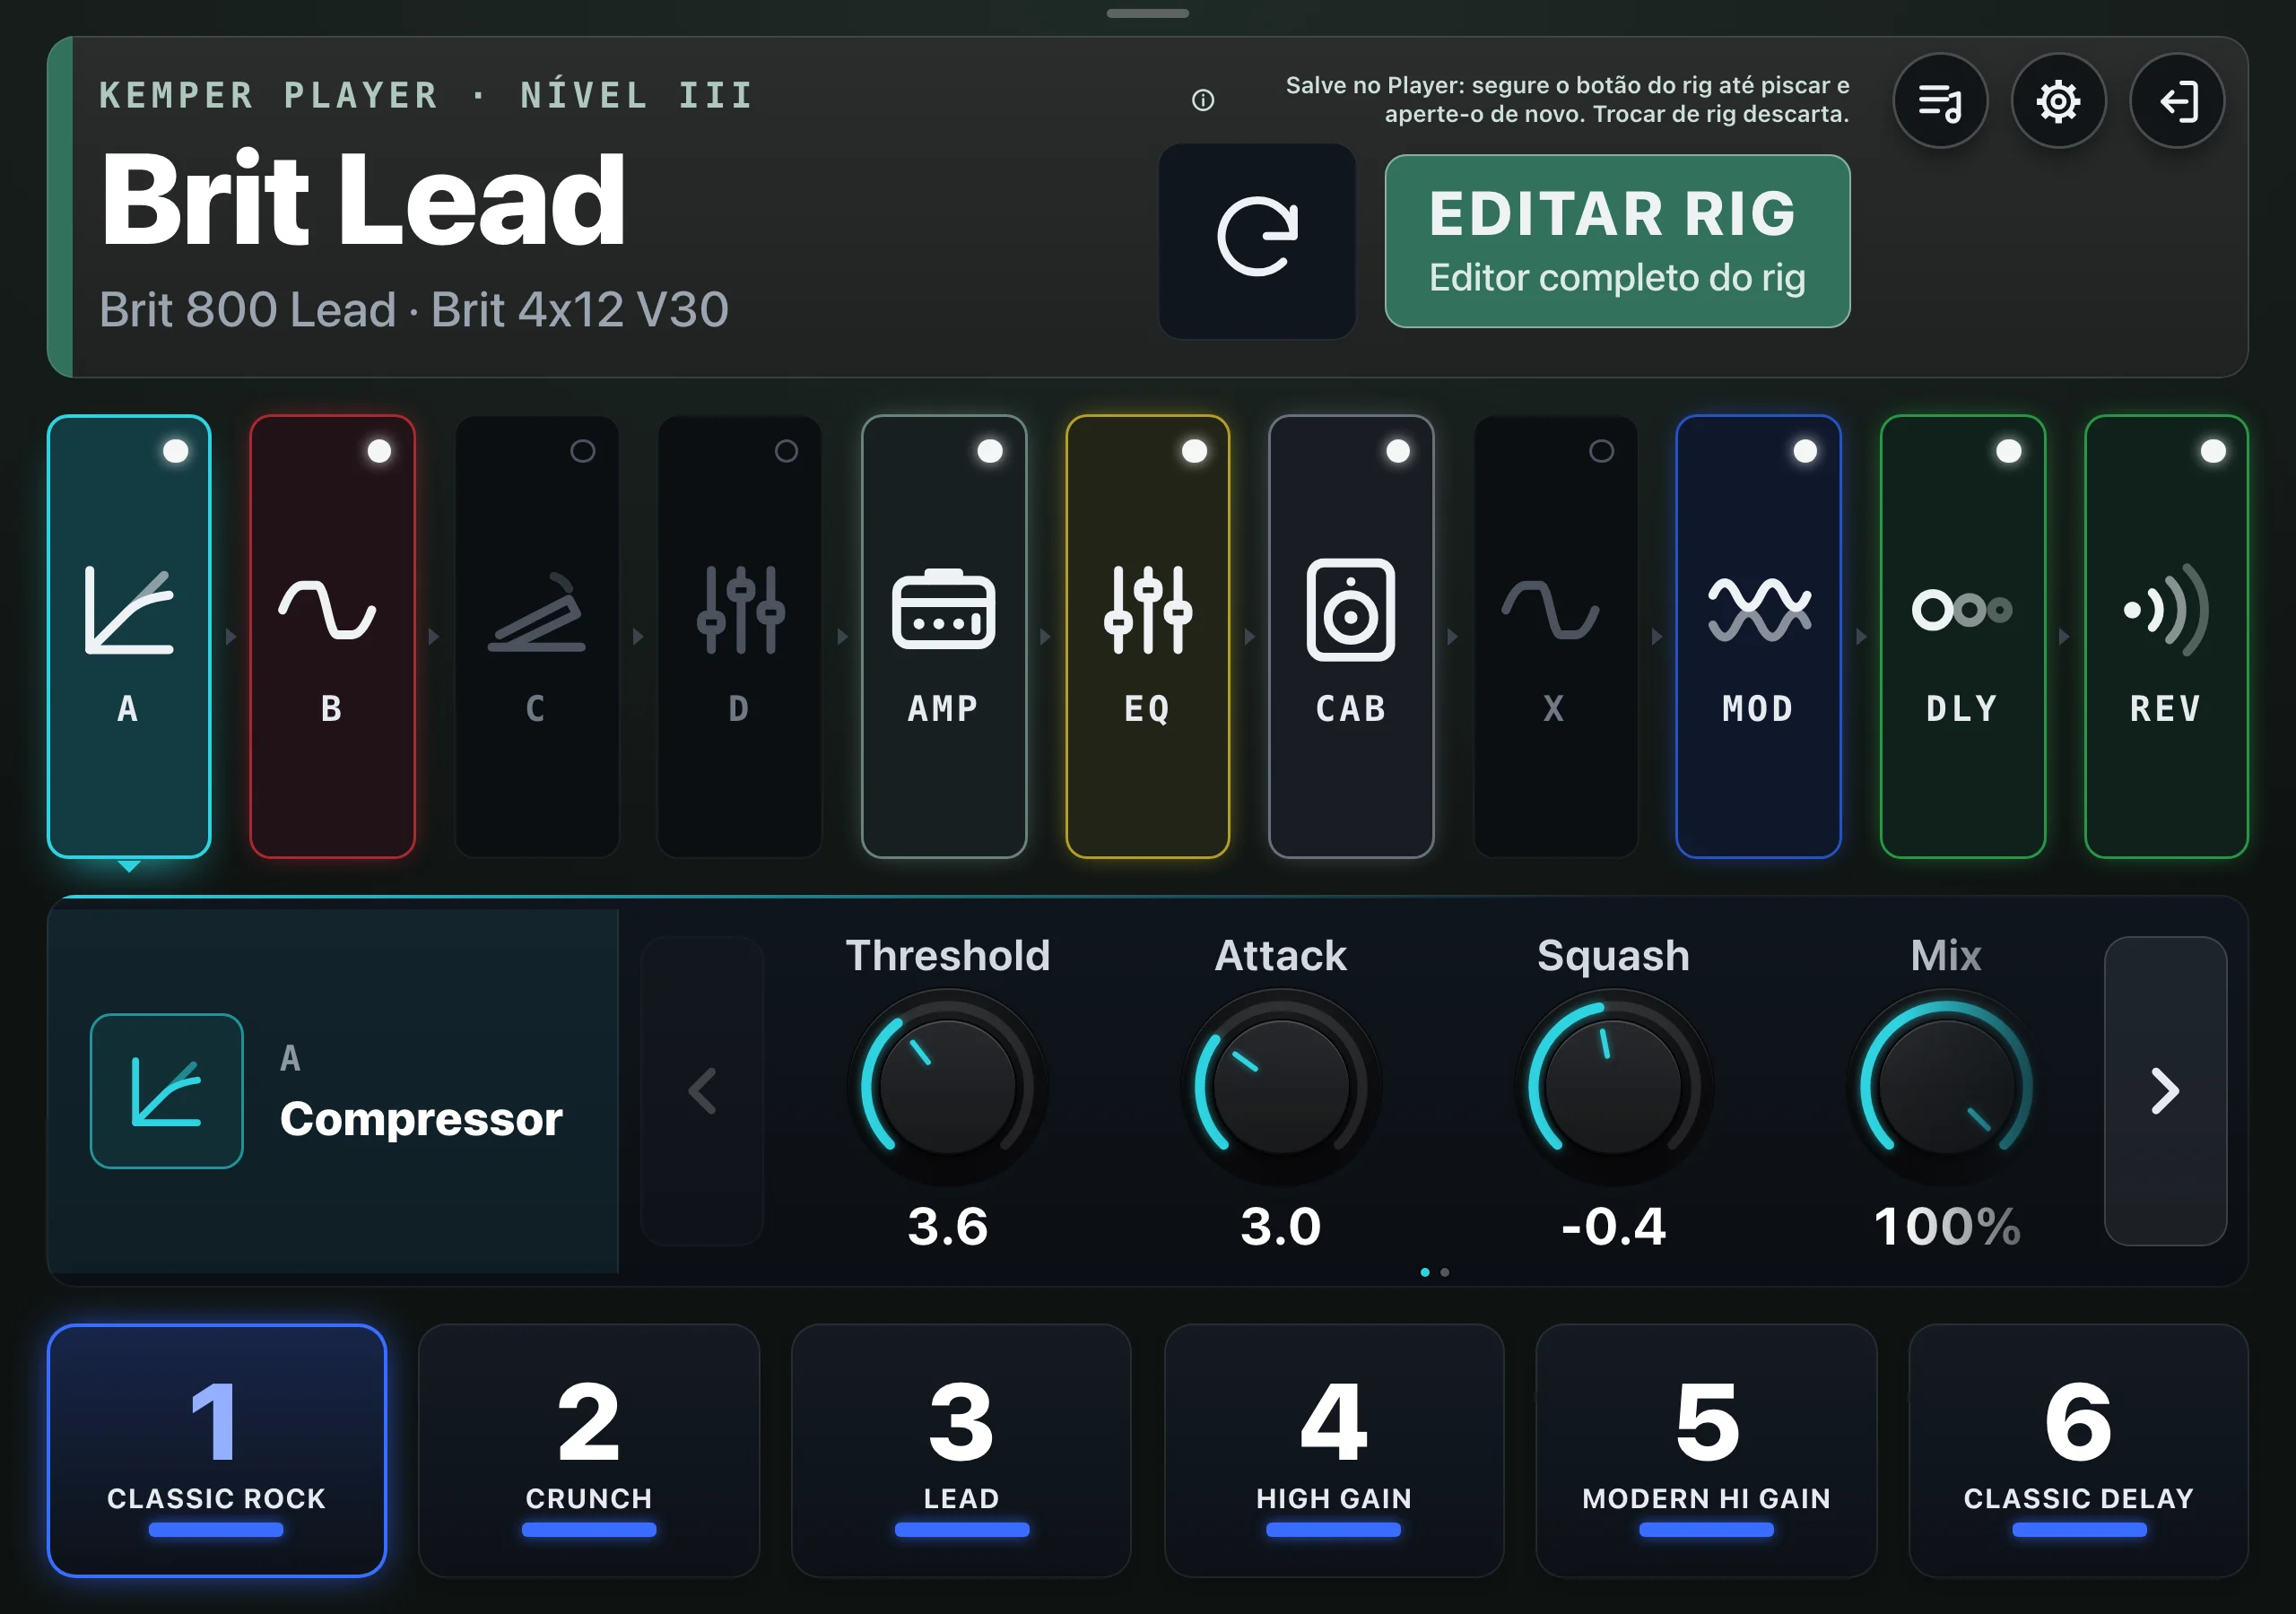 KEMPER PLAYER · NÍVEL III
Brit Lead
Brit 800 Lead · Brit 4x12 V30
Salve no Player: segure o botão do rig até piscar e
aperte-o de novo. Trocar de rig descarta.
EDITAR RIG
Editor completo do rig
A
B
C
D
AMP
EQ
CAB
X
MOD
DLY
REV
A
Compressor
Threshold
3.6
Attack
3.0
Squash
-0.4
Mix
100%
1
CLASSIC ROCK
2
CRUNCH
3
LEAD
4
HIGH GAIN
5
MODERN HI GAIN
6
CLASSIC DELAY